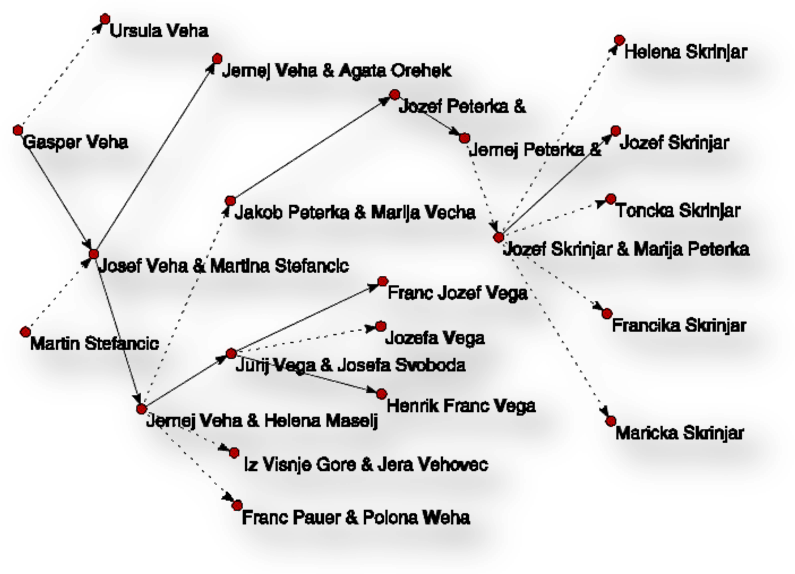 Ursula Veha
Helena Skrinjar
Jernej Veha & Agata Orehek
Jozef Peterka &
Gasper Veha
Jernej Peterka &
Jozef Skrinjar
Jakob Peterka & Marija Vecha
Toncka Skrinjar
Jozef Skrinjar & Marija Peterka
Josef Veha & Martina Stefancic
Franc Jozef Vega
Francika Skrinjar
Martin Stefancic
Jozefa Vega
Jurij Vega & Josefa Svoboda
Henrik Franc Vega
Jernej Veha & Helena Maselj
Maricka Skrinjar
Iz Visnje Gore & Jera Vehovec
Franc Pauer & Polona Weha